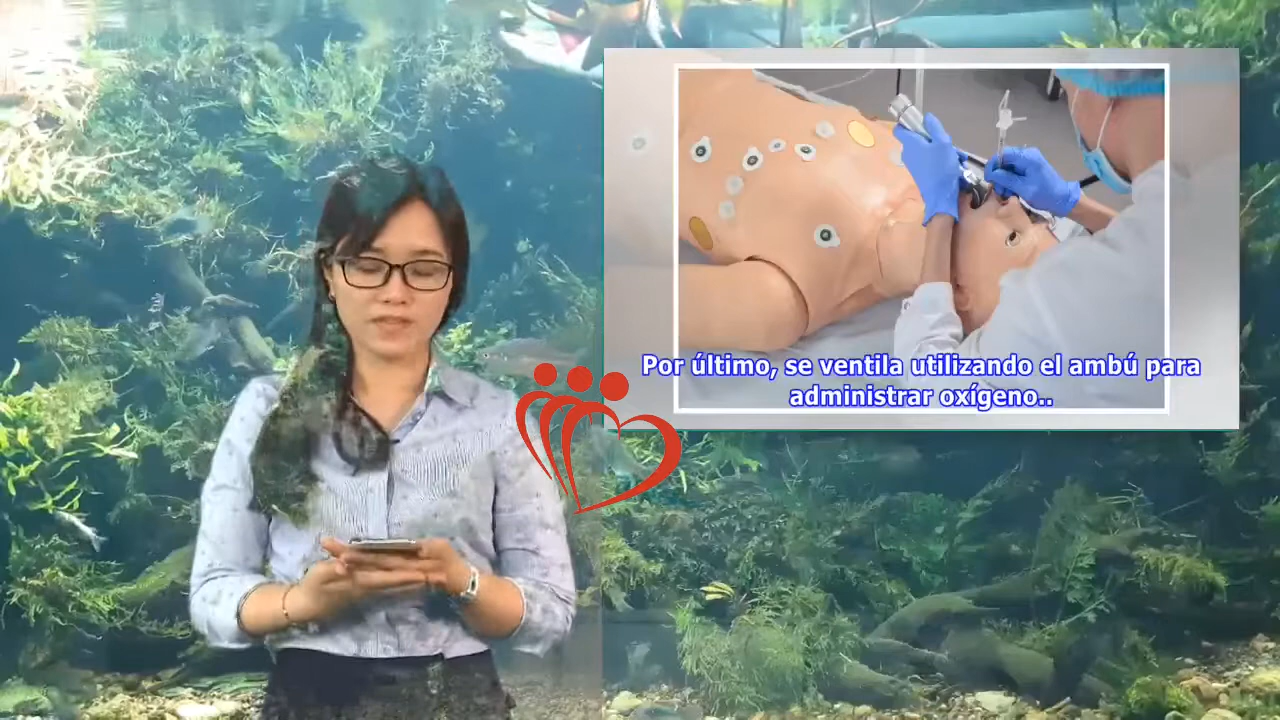 Por último, se ventila utilizando el ambú para
administrar oxígeno..